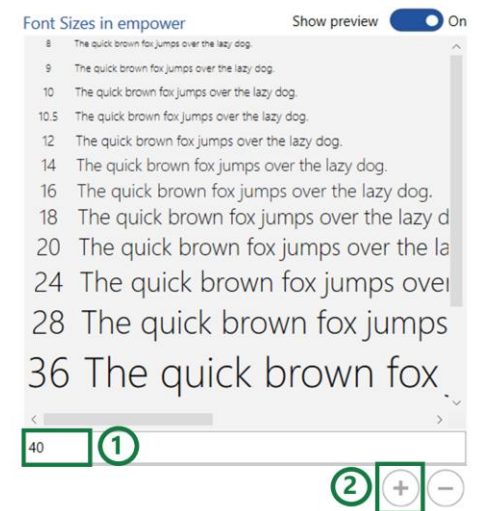 Font Sizes in empower Show preview On
8 The quick brown fox jumps over the lazy dog.
9 The quick brown fox jumps over the lazy dog.
10 The quick brown fox jumps over the lazy dog.
10.5 The quick brown fox jumps over the lazy dog.
12 The quick brown fox jumps over the lazy dog.
14 The quick brown fox jumps over the lazy dog.
16 The quick brown fox jumps over the lazy dog.
18 The quick brown fox jumps over the lazy d
20 The quick brown fox jumps over the la
24 The quick brown fox jumps over
28 The quick brown fox jumps
36 The quick brown fox
40 1
2 + −